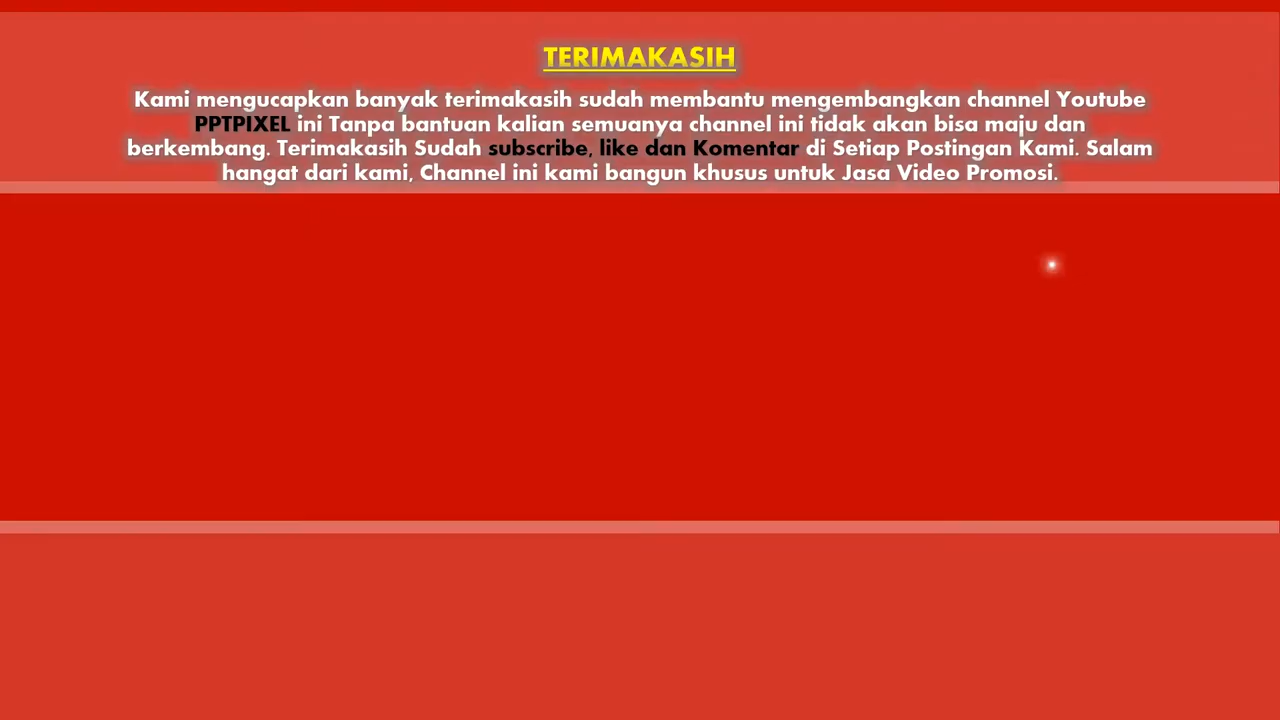 TERIMAKASIH
Kami mengucapkan banyak terimakasih sudah membantu mengembangkan channel Youtube
PPTPIXEL ini Tanpa bantuan kalian semuanya channel ini tidak akan bisa maju dan
berkembang. Terimakasih Sudah subscribe, like dan Komentar di Setiap Postingan Kami. Salam
hangat dari kami, Channel ini kami bangun khusus untuk Jasa Video Promosi.